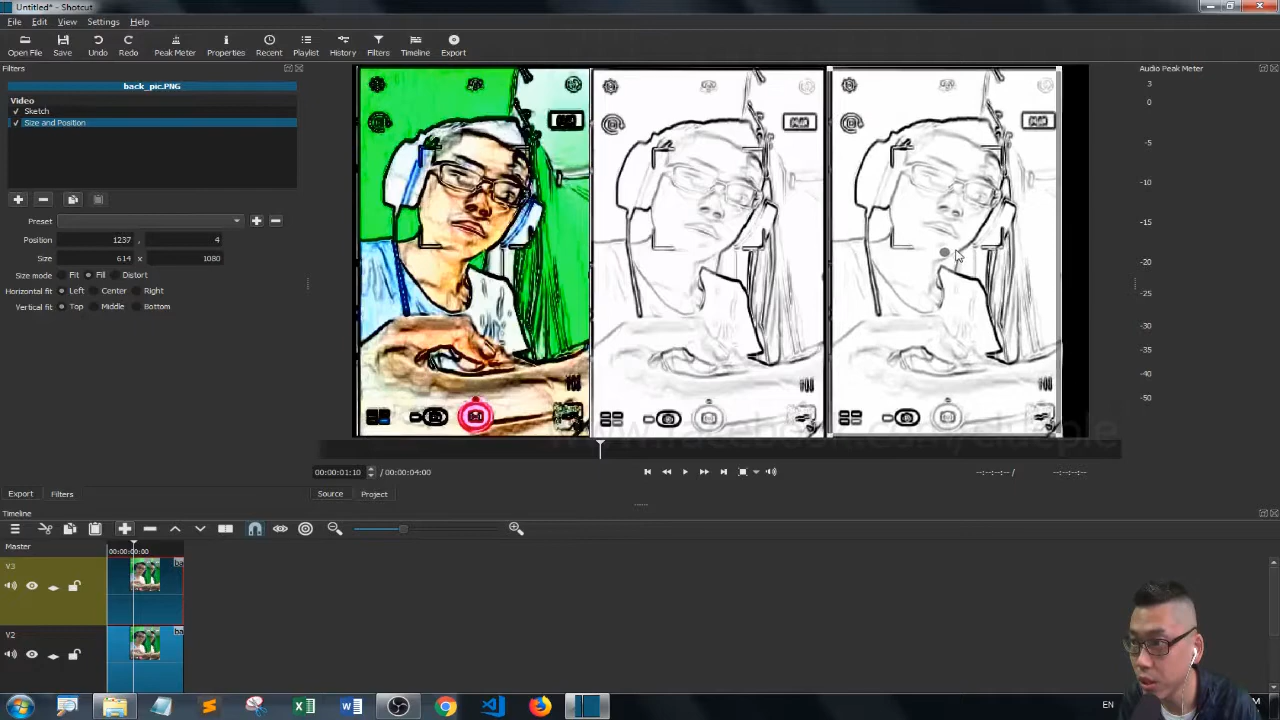 Untitled* - Shotcut
File Edit View Settings Help
Open File Save Undo Redo Peak Meter Properties Recent Playlist History Filters Timeline Export
Filters
Audio Peak Meter
back_pic.PNG
Video
Sketch
Size and Position
Preset
Position 1237 , 4
Size 614 x 1080
Size mode Fit Fill Distort
Horizontal fit Left Center Right
Vertical fit Top Middle Bottom
3
0
-5
-10
-15
-20
-25
-30
-35
-40
-50
00:00:01:10 / 00:00:04:00
--:--:--:-- /
--:--:--:--
Export Filters
Source Project
Timeline
Master
00:00:00:00
V3
ba
V2
ba
EN